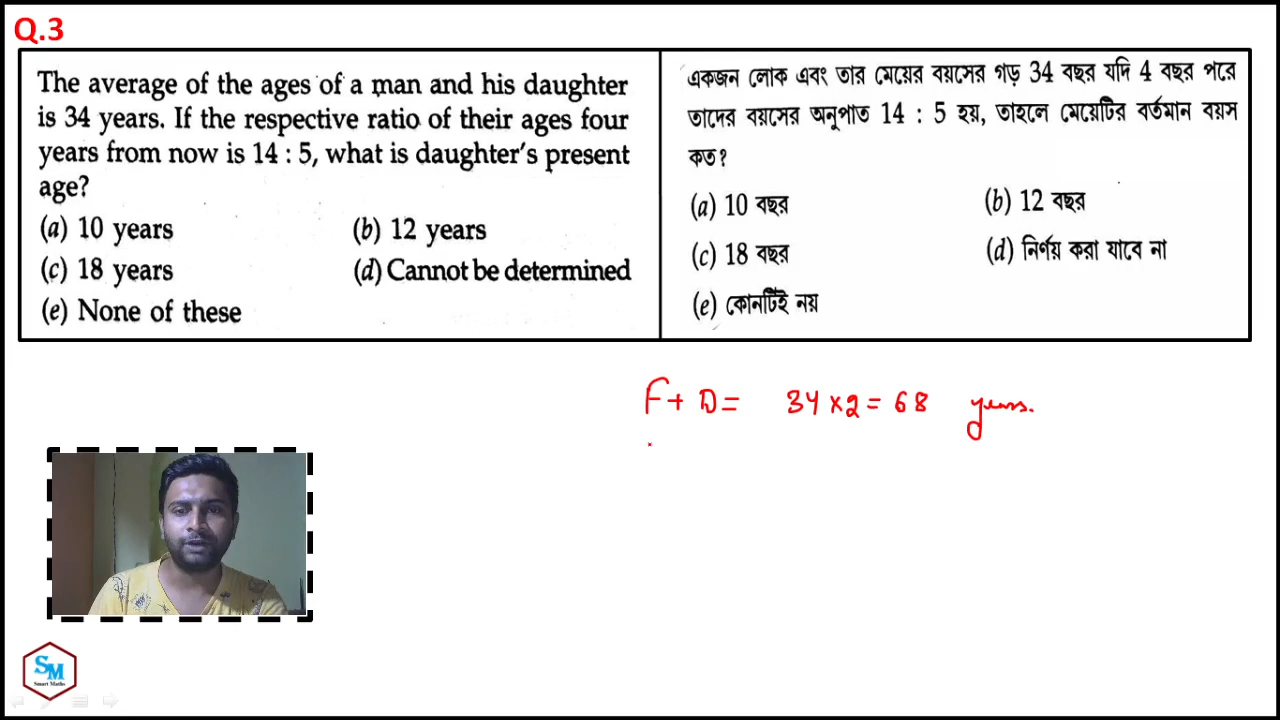 Q.3
The average of the ages of a man and his daughter
is 34 years. If the respective ratio of their ages four
years from now is 14 : 5, what is daughter's present
age?
(a) 10 years
(b) 12 years
(c) 18 years
(d) Cannot be determined
(e) None of these
একজন লোক এবং তার মেয়ের বয়সের গড় 34 বছর যদি 4 বছর পরে
তাদের বয়সের অনুপাত 14 : 5 হয়, তাহলে মেয়েটির বর্তমান বয়স
কত?
(a) 10 বছর
(b) 12 বছর
(c) 18 বছর
(d) নির্ণয় করা যাবে না
(e) কোনটিই নয়
F + D = 34 × 2 = 68 years.
SM
Smart Maths